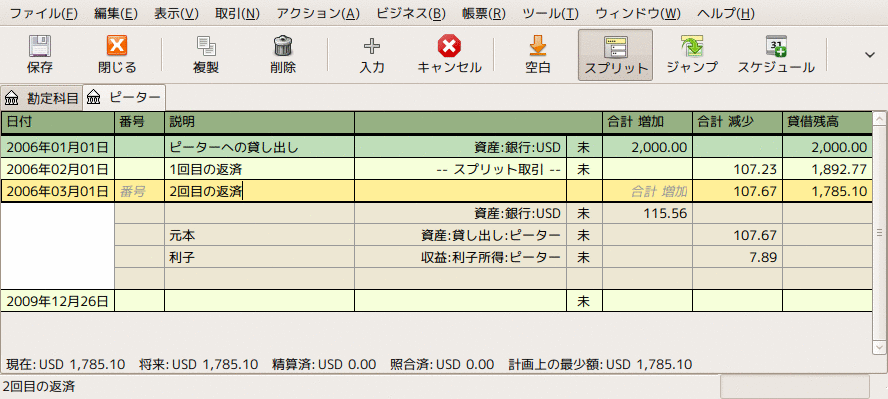 ファイル(F) 編集(E) 表示(V) 取引(N) アクション(A) ビジネス(B) 帳票(R) ツール(T) ウィンドウ(W) ヘルプ(H)
保存 閉じる 複製 削除 入力 キャンセル 空白 スプリット ジャンプ スケジュール
勘定科目 ピーター
日付 番号 説明 合計 増加 合計 減少 貸借残高
2006年01月01日 ピーターへの貸し出し 資産:銀行:USD 未 2,000.00 2,000.00
2006年02月01日 1回目の返済 -- スプリット取引 -- 未 107.23 1,892.77
2006年03月01日 番号 2回目の返済 合計 増加 107.67 1,785.10
資産:銀行:USD 未 115.56
元本 資産:貸し出し:ピーター 未 107.67
利子 収益:利子所得:ピーター 未 7.89
2009年12月26日 未
現在: USD 1,785.10 将来: USD 1,785.10 精算済: USD 0.00 照合済: USD 0.00 計画上の最少額: USD 1,785.10
2回目の返済